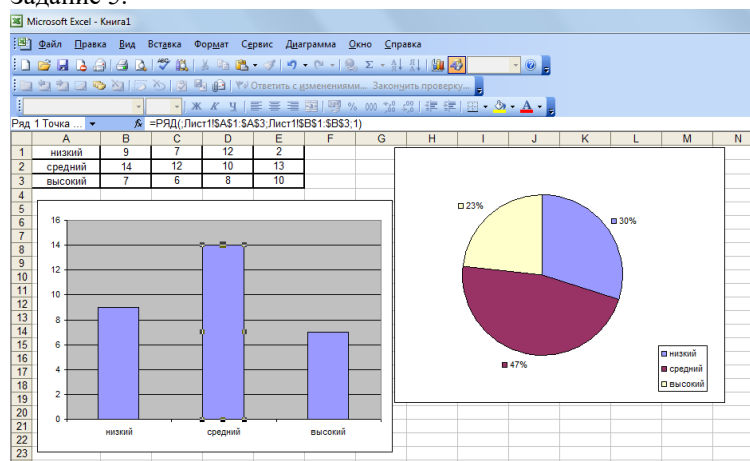 Задание 5.
Microsoft Excel - Книга1
Файл Правка Вид Вставка Формат Сервис Диаграмма Окно Справка
Ответить с изменениями... Закончить проверку...
Ж К Ч
Ряд 1 Точка ... fx =РЯД(;Лист1!$A$1:$A$3;Лист1!$B$1:$B$3;1)
A B C D E F G H I J K L M N
1 низкий 9 7 12 2
2 средний 14 12 10 13
3 высокий 7 6 8 10
4
5
6
7
8
9
10
11
12
13
14
15
16
17
18
19
20
21
22
23
16
14
12
10
8
6
4
2
0
низкий средний высокий
23%
30%
47%
низкий
средний
высокий